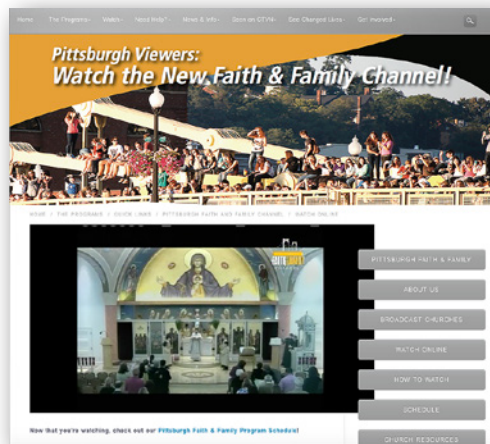 Home The Programs Watch Need Help? News & Info Seen on CTVN God Changed Lives Get Involved
Pittsburgh Viewers:
Watch the New Faith & Family Channel!
HOME THE PROGRAMS QUICK LINKS PITTSBURGH FAITH AND FAMILY CHANNEL WATCH ONLINE
PITTSBURGH FAITH & FAMILY
ABOUT US
BROADCAST CHURCHES
WATCH ONLINE
HOW TO WATCH
SCHEDULE
CHURCH RESOURCES
Now that you're watching, check out our Pittsburgh Faith & Family Program Schedule!